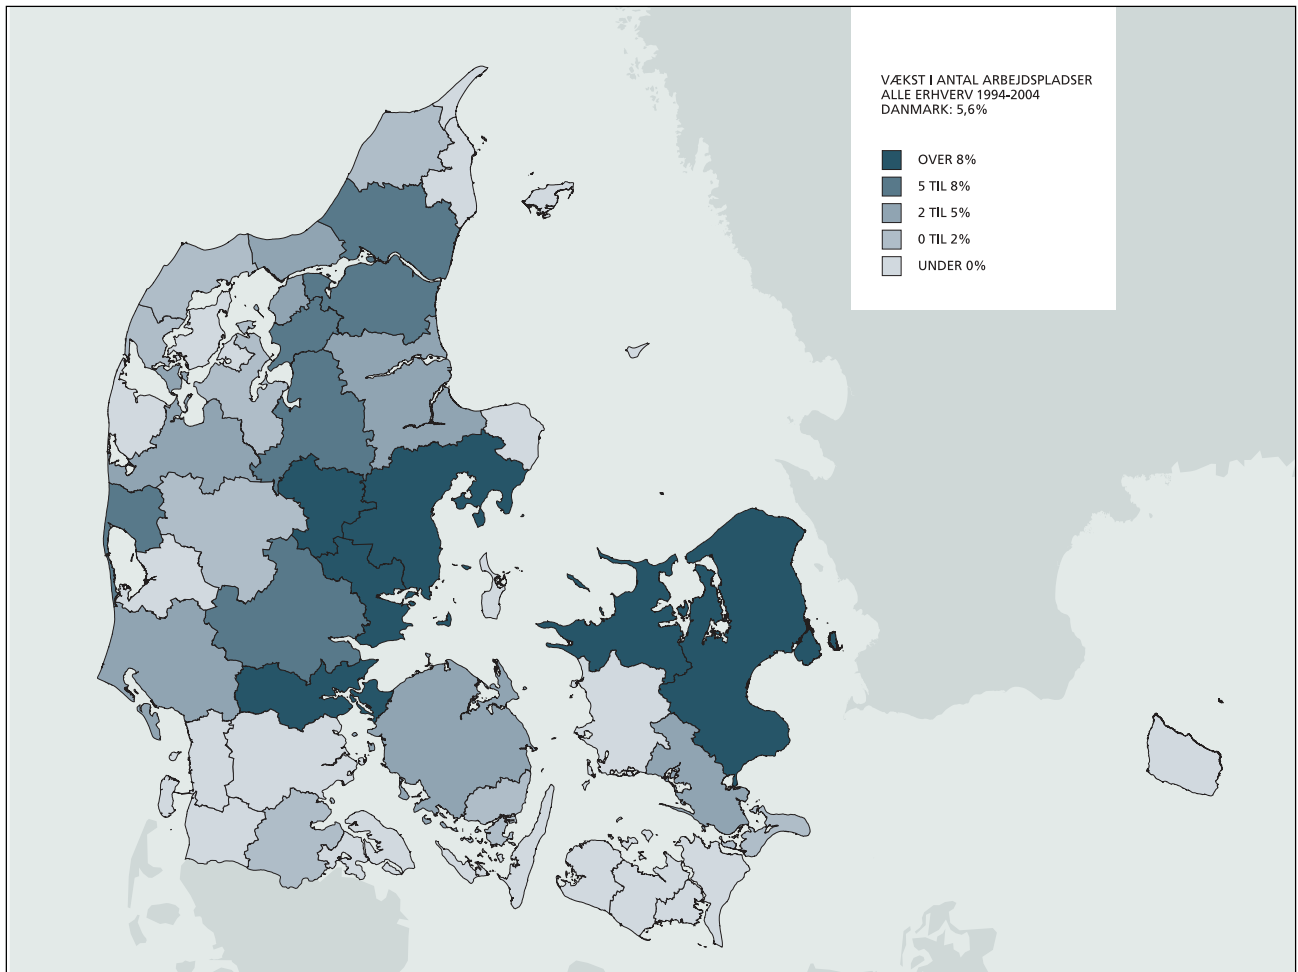 VÆKST I ANTAL ARBEJDSPLADSER
ALLE ERHVERV 1994-2004
DANMARK: 5,6%
OVER 8%
5 TIL 8%
2 TIL 5%
0 TIL 2%
UNDER 0%